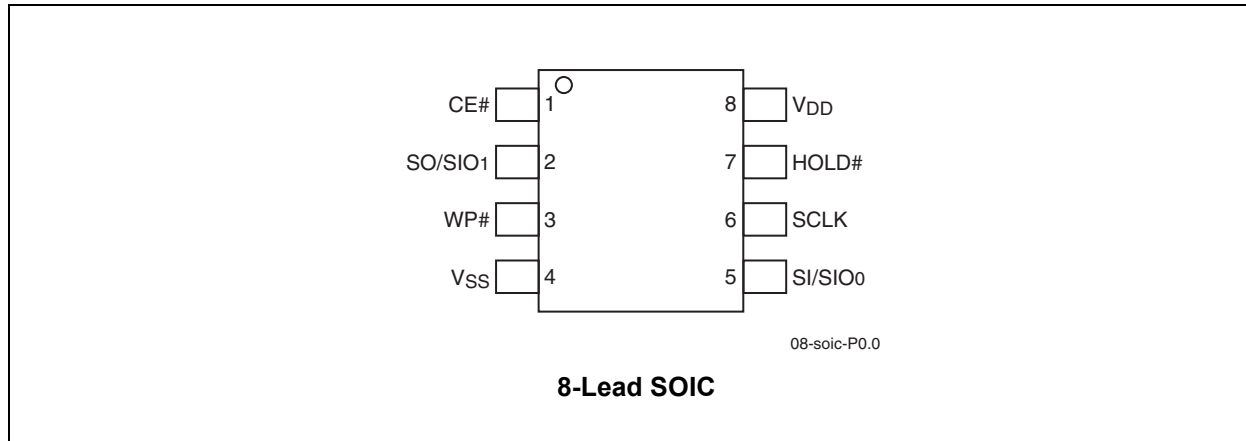 CE# 1 8 VDD
SO/SIO1 2 7 HOLD#
WP# 3 6 SCLK
VSS 4 5 SI/SIO0
08-soic-P0.0
8-Lead SOIC